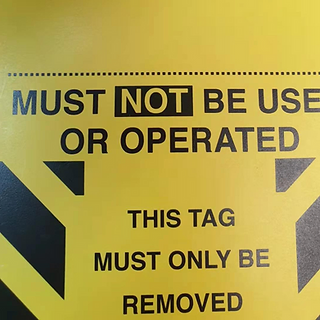 MUST NOT BE USE
OR OPERATED
THIS TAG
MUST ONLY BE
REMOVED